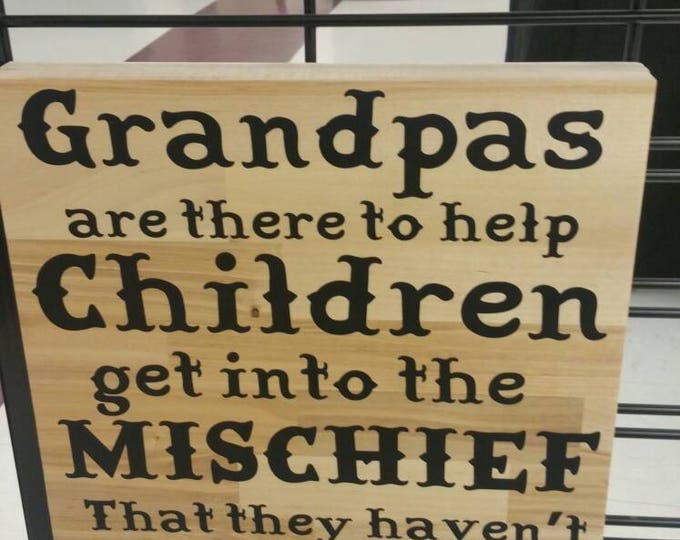 Grandpas
are there to help
Children
get into the
MISCHIEF
That they haven't